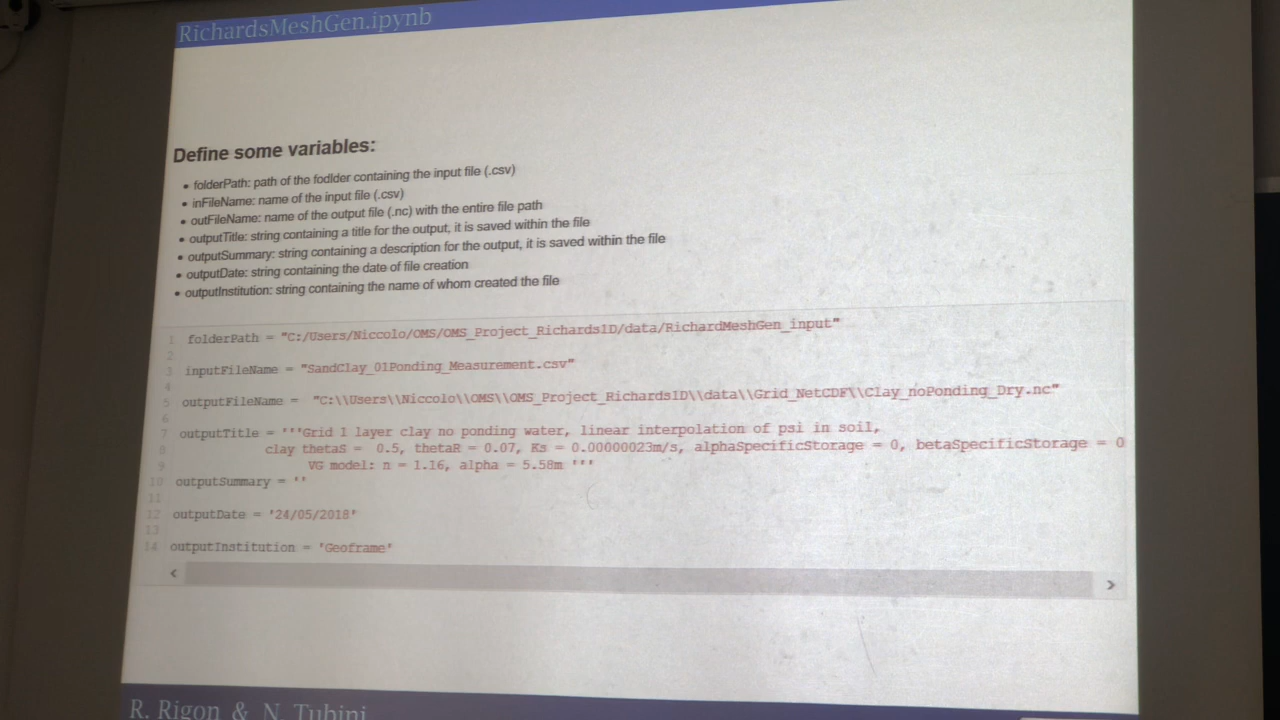 RichardsMeshGen.ipynb
Define some variables:
• folderPath: path of the fodlder containing the input file (.csv)
• inFileName: name of the input file (.csv)
• outFileName: name of the output file (.nc) with the entire file path
• outputTitle: string containing a title for the output, it is saved within the file
• outputSummary: string containing a description for the output, it is saved within the file
• outputDate: string containing the date of file creation
• outputInstitution: string containing the name of whom created the file
1 folderPath = "C:/Users/Niccolo/OMS/OMS_Project_Richards1D/data/RichardMeshGen_input"
2
3 inputFileName = "SandClay_01Ponding_Measurement.csv"
4
5 outputFileName = "C:\\Users\\Niccolo\\OMS\\OMS_Project_Richards1D\\data\\Grid_NetCDF\\Clay_noPonding_Dry.nc"
6
7 outputTitle = '''Grid 1 layer clay no ponding water, linear interpolation of psi in soil,
8 clay thetaS = 0.5, thetaR = 0.07, Ks = 0.00000023m/s, alphaSpecificStorage = 0, betaSpecificStorage = 0
9 VG model: n = 1.16, alpha = 5.58m '''
10 outputSummary = ''
11
12 outputDate = '24/05/2018'
13
14 outputInstitution = 'Geoframe'
R. Rigon & N. Tubini